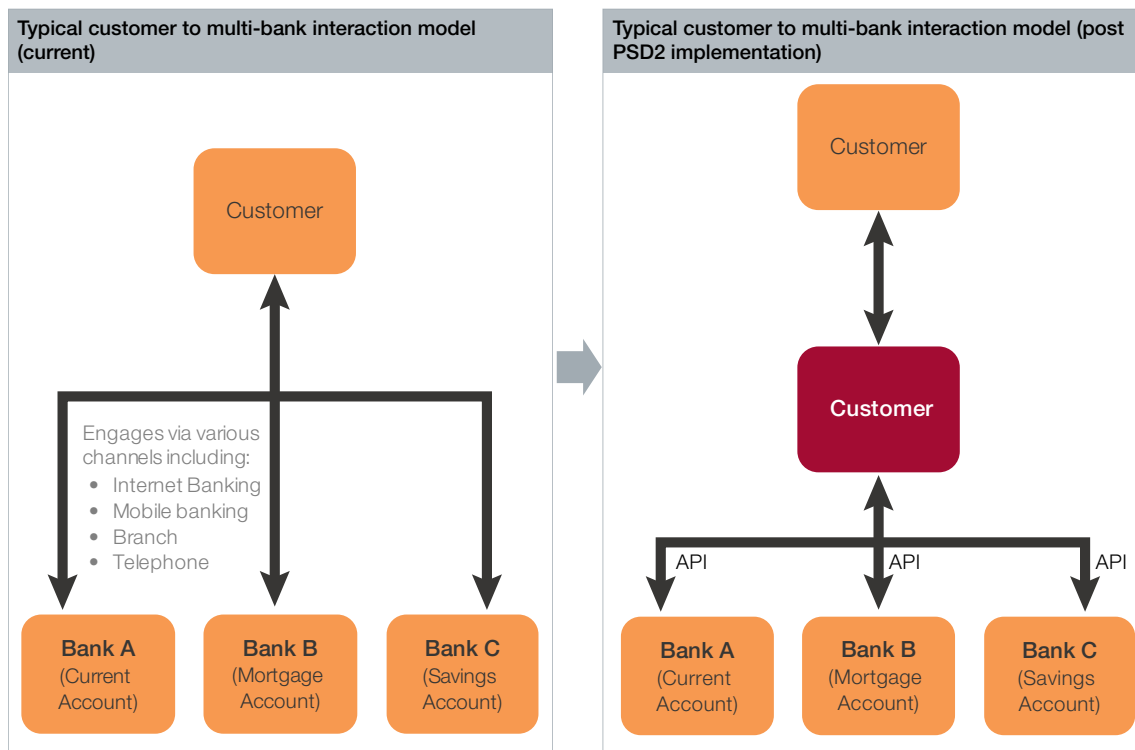 Typical customer to multi-bank interaction model
(current)
Customer
Engages via various
channels including:
• Internet Banking
• Mobile banking
• Branch
• Telephone
Bank A
(Current
Account)
Bank B
(Mortgage
Account)
Bank C
(Savings
Account)
Typical customer to multi-bank interaction model (post
PSD2 implementation)
Customer
Customer
API
API
API
Bank A
(Current
Account)
Bank B
(Mortgage
Account)
Bank C
(Savings
Account)